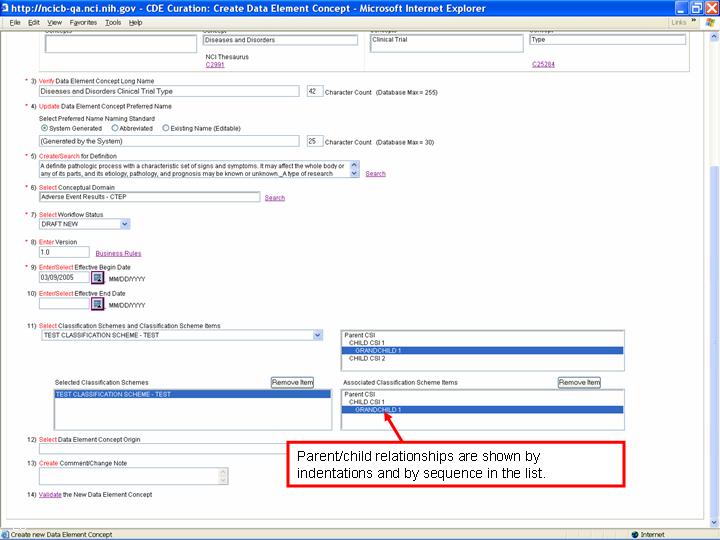 http://ncicb-qa.nci.nih.gov - CDE Curation: Create Data Element Concept - Microsoft Internet Explorer
File Edit View Favorites Tools Help Links »
Concepts Concepts Concepts Concepts
Diseases and Disorders Clinical Trial Type
NCI Thesaurus
C2991 C25284
* 3) Verify Data Element Concept Long Name
Diseases and Disorders Clinical Trial Type 42 Character Count (Database Max = 255)
* 4) Update Data Element Concept Preferred Name
Select Preferred Name Naming Standard
System Generated Abbreviated Existing Name (Editable)
(Generated by the System) 25 Character Count (Database Max = 30)
* 5) Create/Search for Definition
A definite pathologic process with a characteristic set of signs and symptoms. It may affect the whole body or
any of its parts, and its etiology, pathology, and prognosis may be known or unknown._A type of research Search
* 6) Select Conceptual Domain
Adverse Event Results - CTEP Search
* 7) Select Workflow Status
DRAFT NEW
* 8) Enter Version
1.0 Business Rules
* 9) Enter/Select Effective Begin Date
03/09/2005 MM/DD/YYYY
10) Enter/Select Effective End Date
MM/DD/YYYY
11) Select Classification Schemes and Classification Scheme Items
TEST CLASSIFICATION SCHEME - TEST
Parent CSI
CHILD CSI 1
GRANDCHILD 1
CHILD CSI 2
Selected Classification Schemes Remove Item Associated Classification Scheme Items Remove Item
TEST CLASSIFICATION SCHEME - TEST
Parent CSI
CHILD CSI 1
GRANDCHILD 1
12) Select Data Element Concept Origin
Parent/child relationships are shown by
indentations and by sequence in the list.
13) Create Comment/Change Note
14) Validate the New Data Element Concept
Create new Data Element Concept Internet